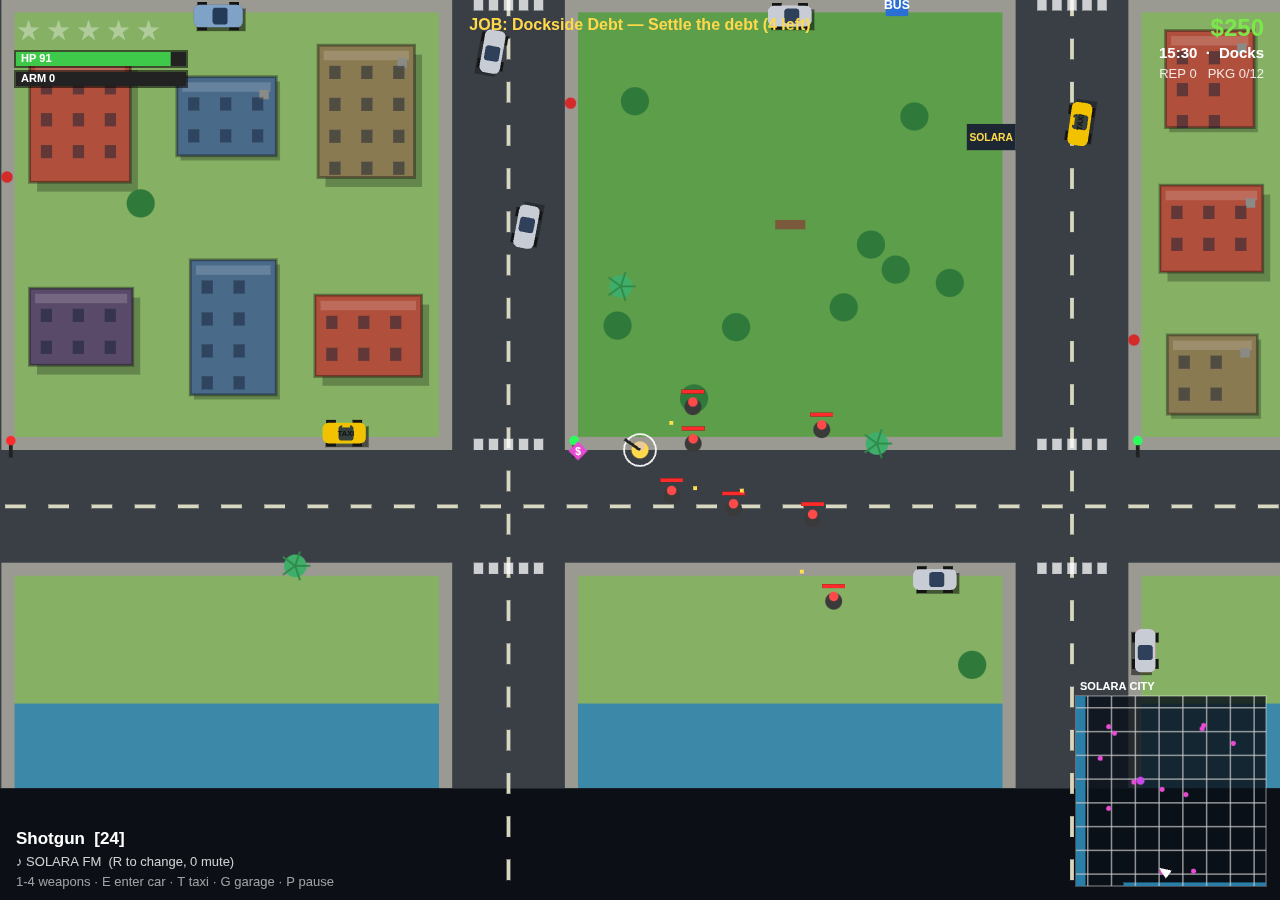 JOB: Dockside Debt — Settle the debt (4 left)
BUS
$250
HP 91
15:30 · Docks
ARM 0
REP 0 PKG 0/12
TAXI
SOLARA
TAXI
$
SOLARA CITY
Shotgun [24]
♪ SOLARA FM (R to change, 0 mute)
1-4 weapons · E enter car · T taxi · G garage · P pause